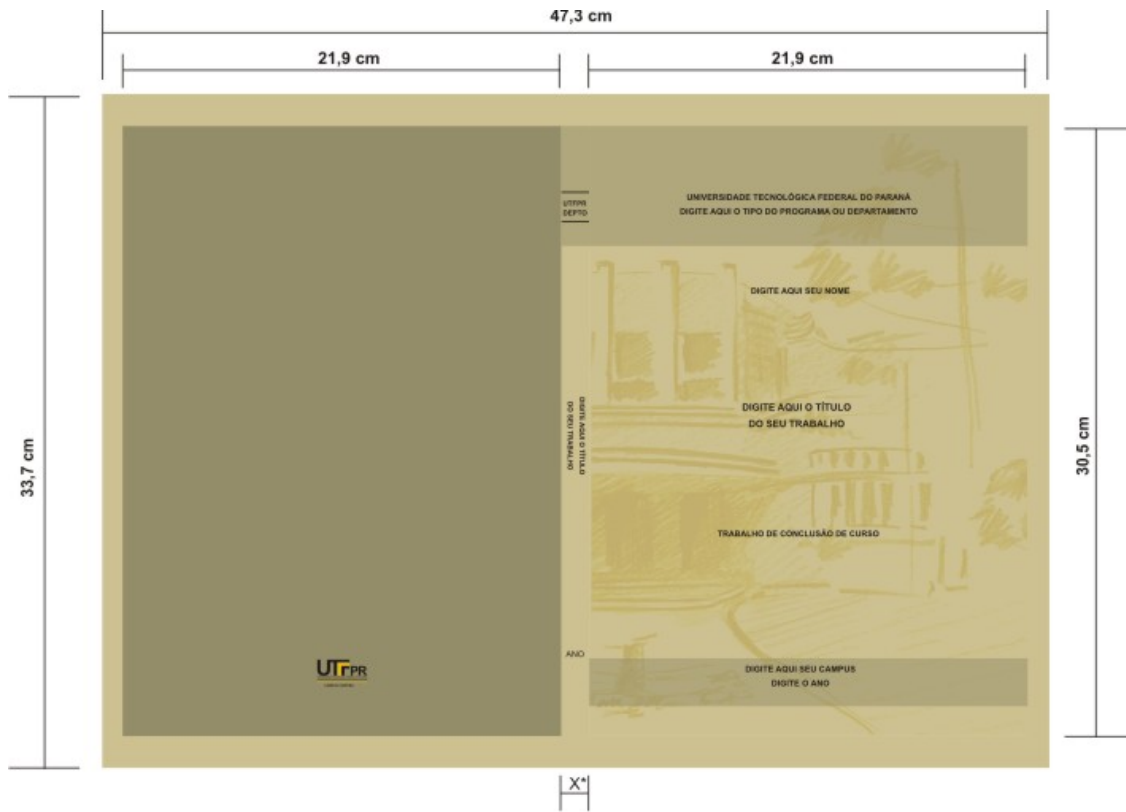 47,3 cm
21,9 cm
21,9 cm
33,7 cm
30,5 cm
UTFPR
DEPTO
UNIVERSIDADE TECNOLÓGICA FEDERAL DO PARANÁ
DIGITE AQUI O TIPO DO PROGRAMA OU DEPARTAMENTO
DIGITE AQUI SEU NOME
DIGITE AQUI O TÍTULO
DO SEU TRABALHO
DIGITE AQUI O TÍTULO
DO SEU TRABALHO
TRABALHO DE CONCLUSÃO DE CURSO
ANO
UTFPR
DIGITE AQUI SEU CAMPUS
DIGITE O ANO
X*